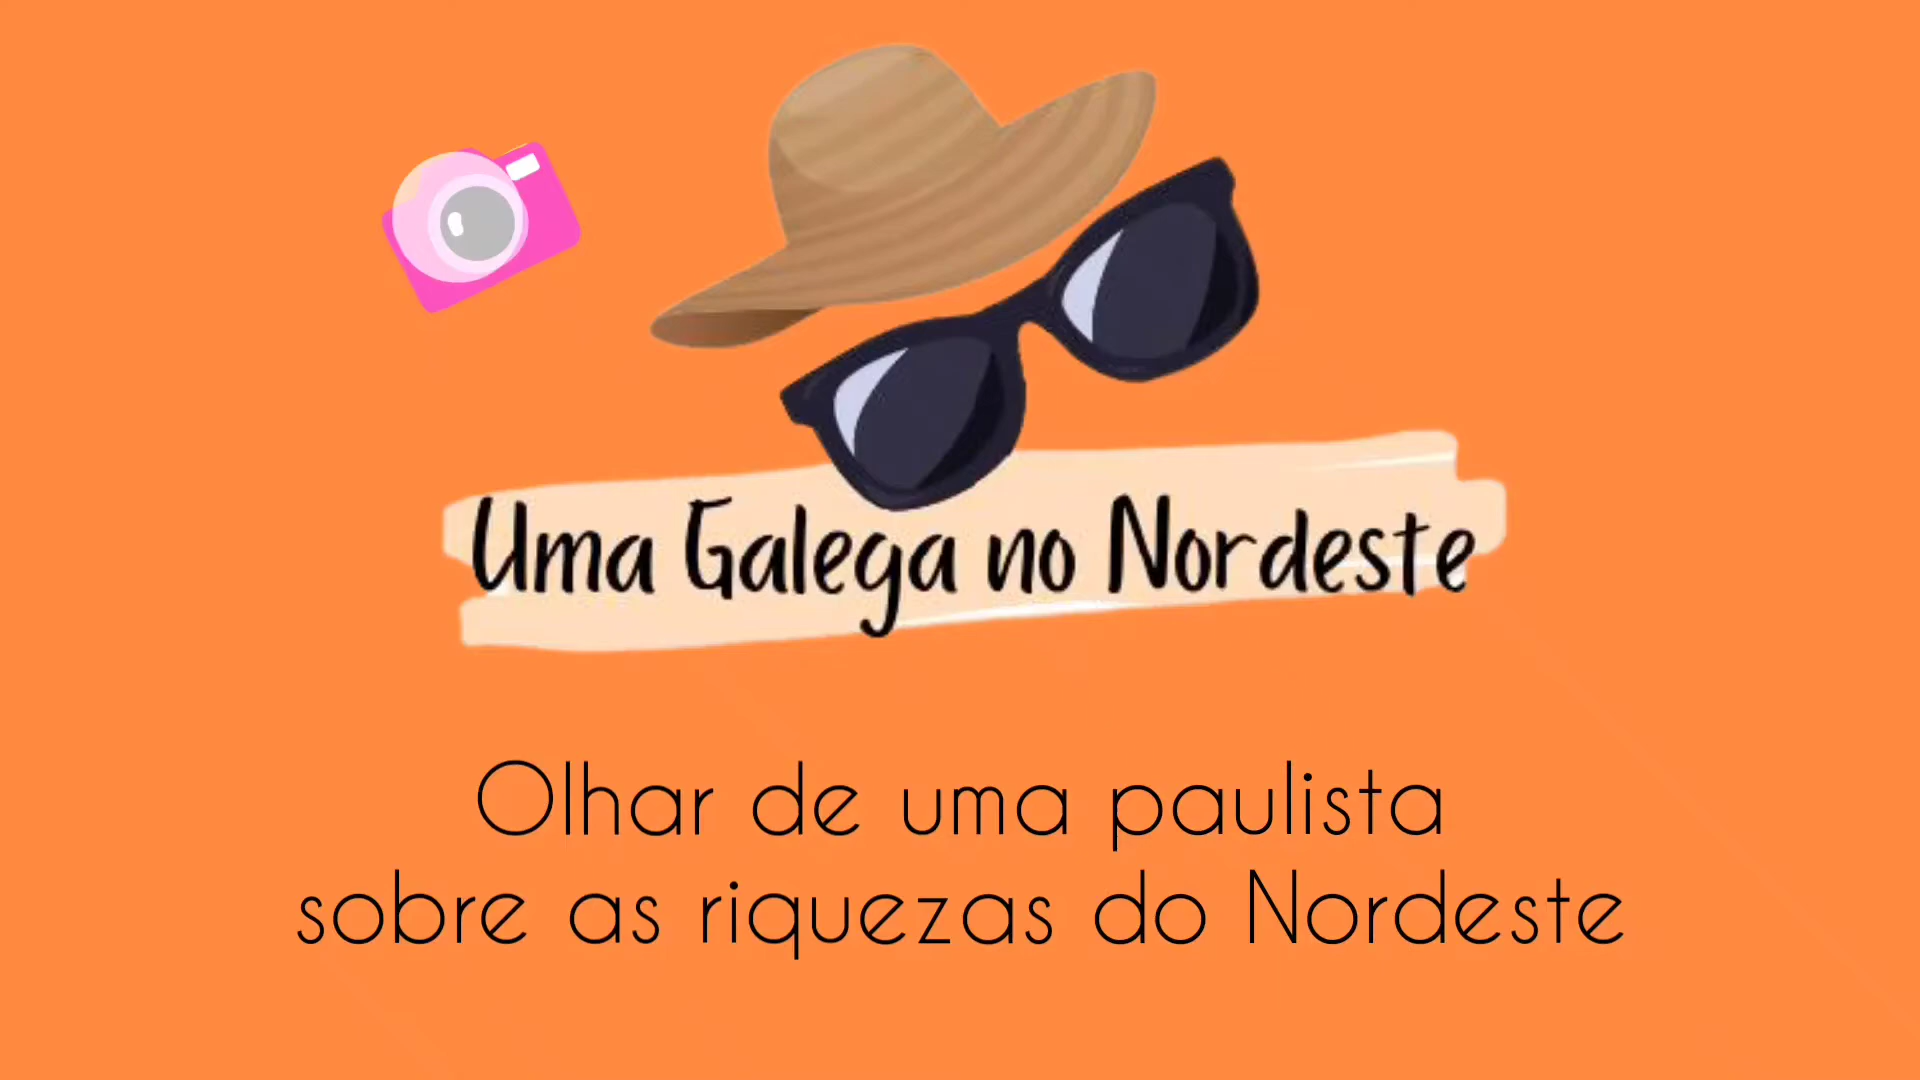 Uma Galega no Nordeste
Olhar de uma paulista
sobre as riquezas do Nordeste